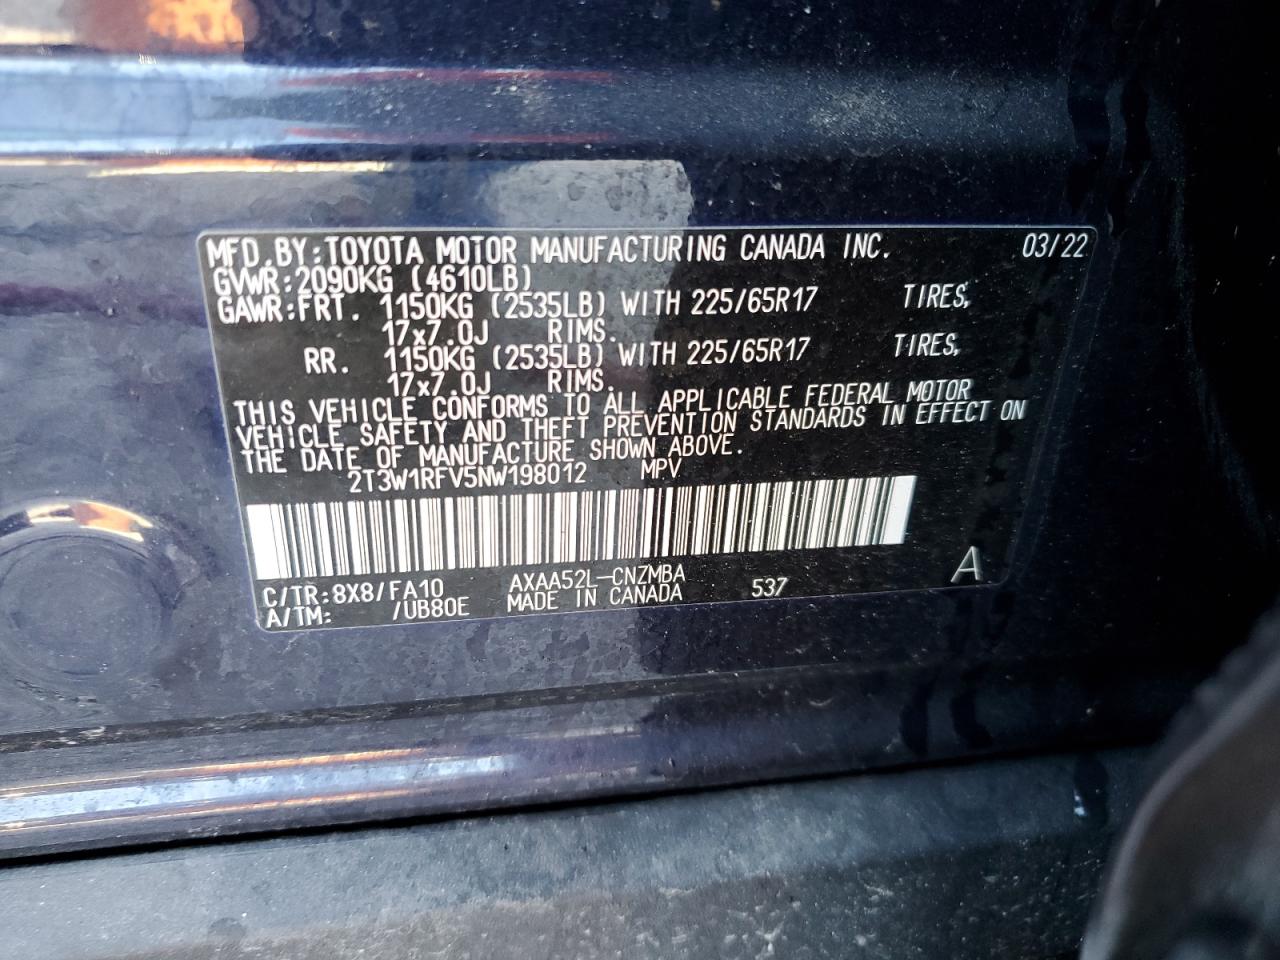 MFD.BY:TOYOTA MOTOR MANUFACTURING CANADA INC. 03/22
GVWR:2090KG (4610LB)
GAWR:FRT. 1150KG (2535LB) WITH 225/65R17 TIRES,
17x7.0J RIMS.
RR. 1150KG (2535LB) WITH 225/65R17 TIRES,
17x7.0J RIMS.
THIS VEHICLE CONFORMS TO ALL APPLICABLE FEDERAL MOTOR
VEHICLE SAFETY AND THEFT PREVENTION STANDARDS IN EFFECT ON
THE DATE OF MANUFACTURE SHOWN ABOVE.
2T3W1RFV5NW198012 MPV
C/TR:8X8/FA10 AXAA52L-CNZMBA 537 A
A/TM: /UB80E MADE IN CANADA